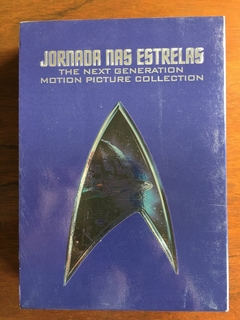 JORNADA NAS ESTRELAS
THE NEXT GENERATION
MOTION PICTURE COLLECTION